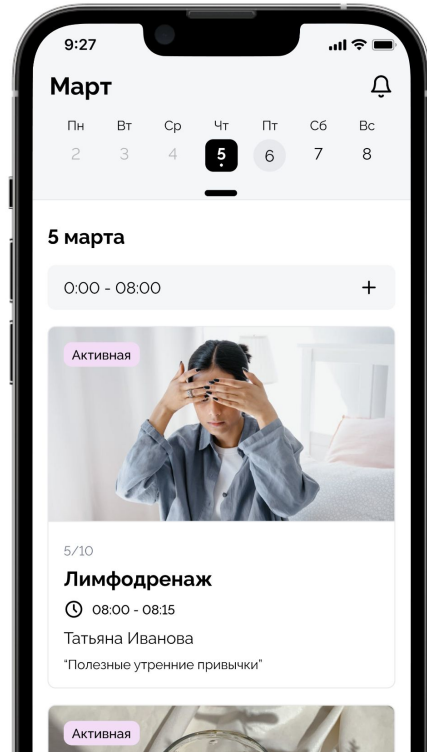 9:27
Март
Пн Вт Ср Чт Пт Сб Вс
2 3 4 5 6 7 8
5 марта
0:00 - 08:00 +
Активная
5/10
Лимфодренаж
08:00 - 08:15
Татьяна Иванова
“Полезные утренние привычки”
Активная